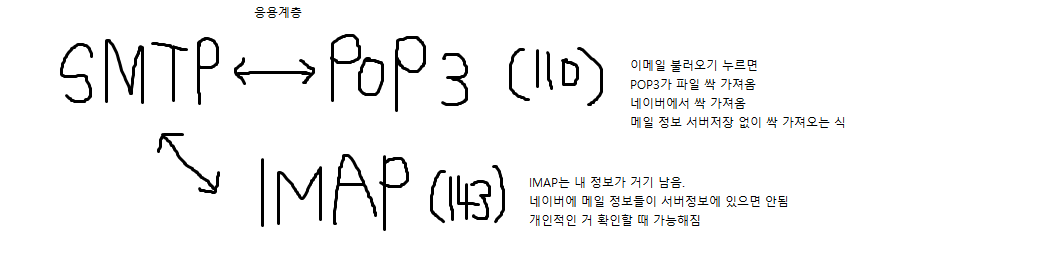 응용계층
SMTP ↔ POP3 (110)
이메일 불러오기 누르면
POP3가 파일 싹 가져옴
네이버에서 싹 가져옴
메일 정보 서버저장 없이 싹 가져오는 식
IMAP (143)
IMAP는 내 정보가 거기 남음.
네이버에 메일 정보들이 서버정보에 있으면 안됨
개인적인 거 확인할 때 가능해짐